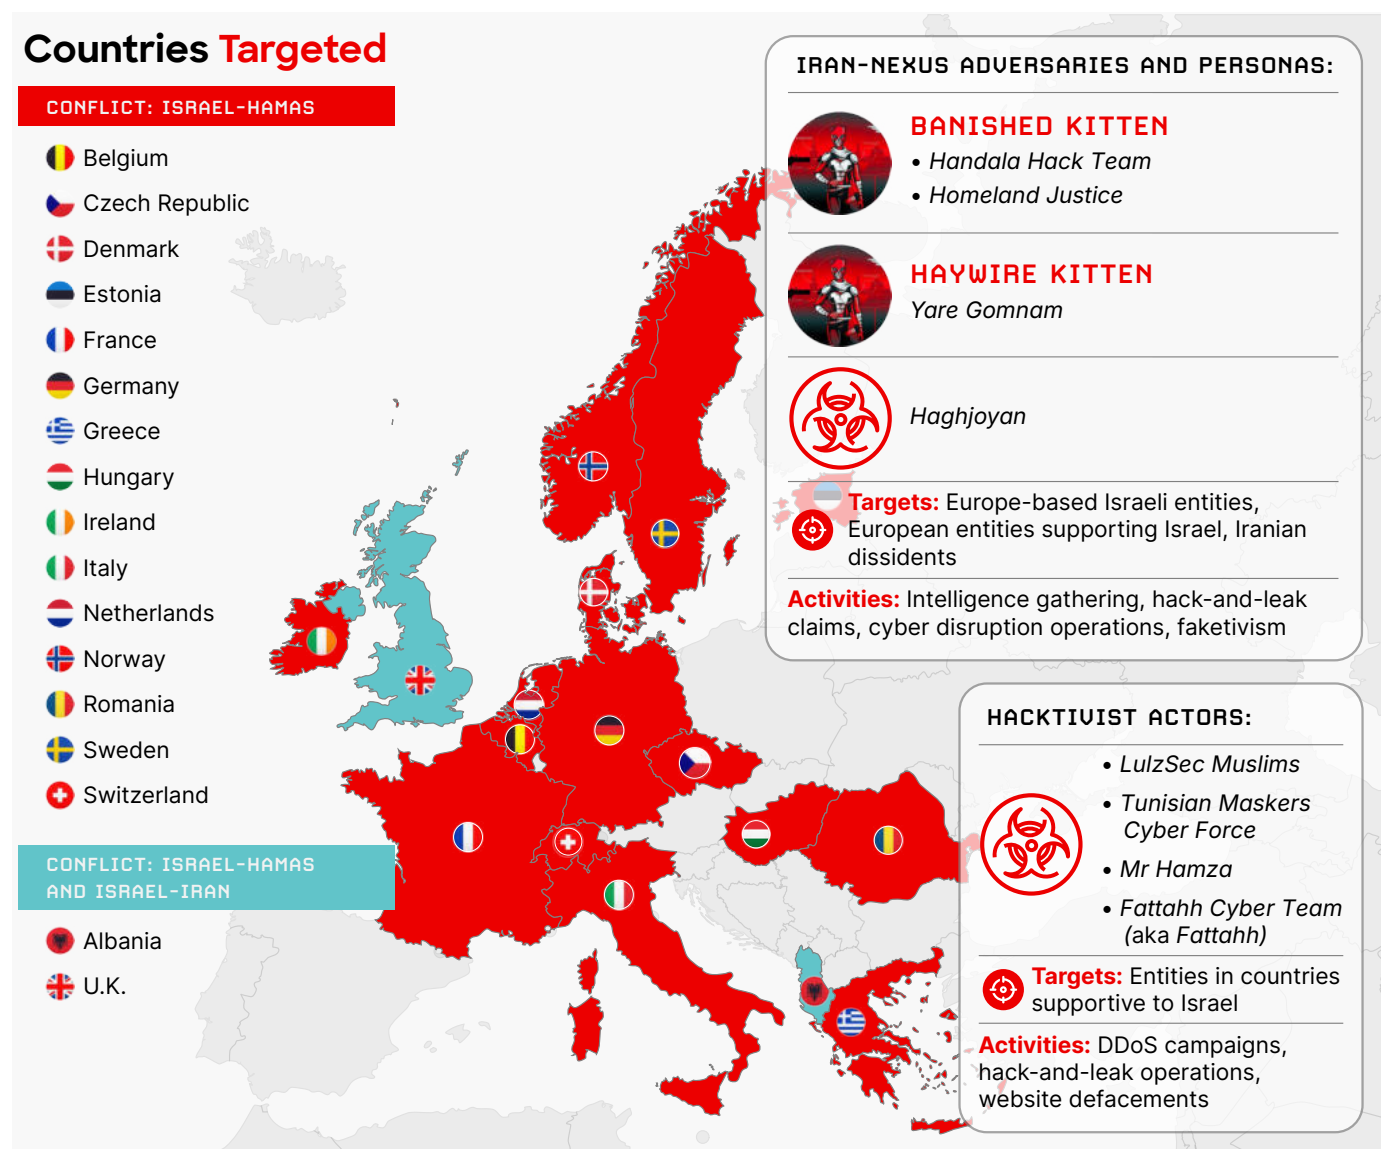 Countries Targeted
CONFLICT: ISRAEL-HAMAS
Belgium
Czech Republic
Denmark
Estonia
France
Germany
Greece
Hungary
Ireland
Italy
Netherlands
Norway
Romania
Sweden
Switzerland
CONFLICT: ISRAEL-HAMAS
AND ISRAEL-IRAN
Albania
U.K.
IRAN-NEXUS ADVERSARIES AND PERSONAS:
BANISHED KITTEN
• Handala Hack Team
• Homeland Justice
HAYWIRE KITTEN
Yare Gomnam
Haghjoyan
Targets: Europe-based Israeli entities,
European entities supporting Israel, Iranian
dissidents
Activities: Intelligence gathering, hack-and-leak
claims, cyber disruption operations, faketivism
HACKTIVIST ACTORS:
• LulzSec Muslims
• Tunisian Maskers
Cyber Force
• Mr Hamza
• Fattahh Cyber Team
(aka Fattahh)
Targets: Entities in countries
supportive to Israel
Activities: DDoS campaigns,
hack-and-leak operations,
website defacements